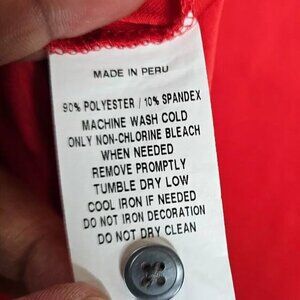 MADE IN PERU
90% POLYESTER / 10% SPANDEX
MACHINE WASH COLD
ONLY NON-CHLORINE BLEACH
WHEN NEEDED
REMOVE PROMPTLY
TUMBLE DRY LOW
COOL IRON IF NEEDED
DO NOT IRON DECORATION
DO NOT DRY CLEAN